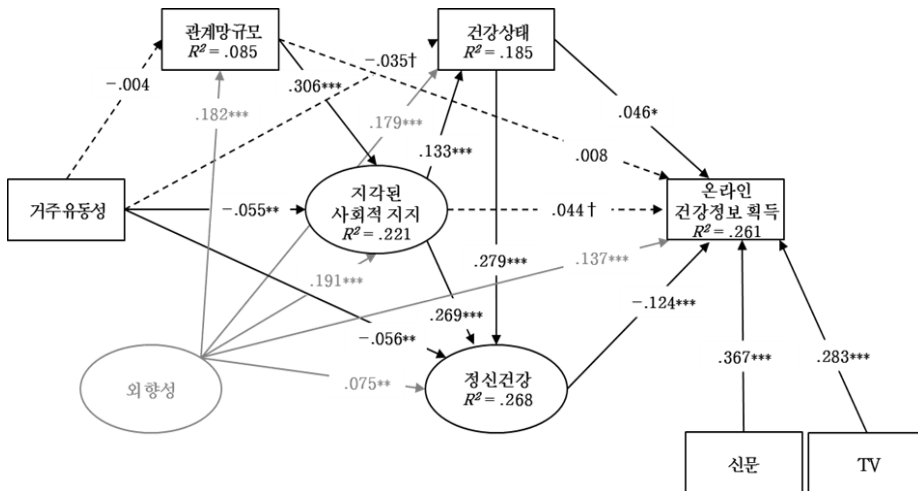 관계망규모
R² = .085
건강상태
R² = .185
−.004
−.035†
.306***
.182***
.179***
.046*
.133***
.008
거주유동성
−.055**
지각된
사회적 지지
R² = .221
.044†
온라인
건강정보 획득
R² = .261
.279***
.137***
.191***
.269***
−.124***
−.056**
.367***
.283***
외향성
.075**
정신건강
R² = .268
신문
TV